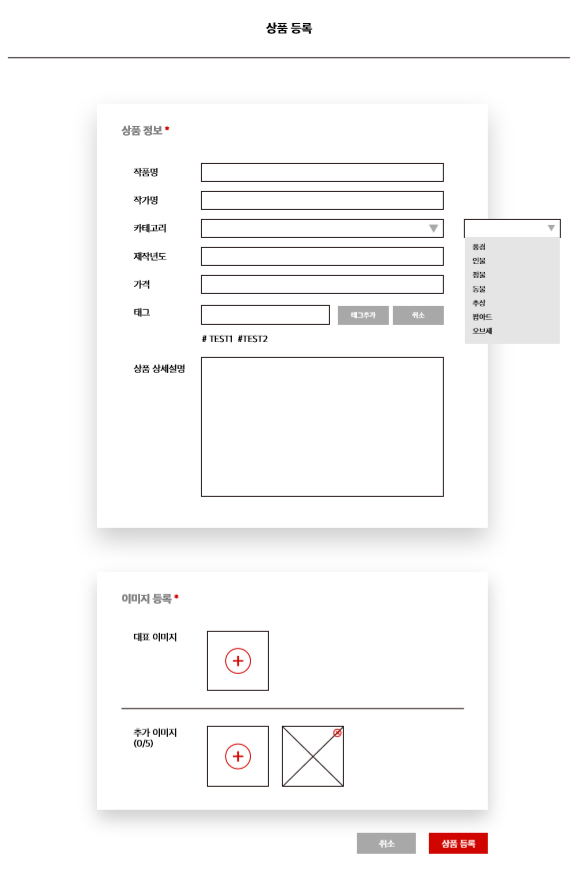 상품 등록
상품 정보 *
작품명
작가명
카테고리
풍경
인물
정물
동물
추상
팝아트
오브제
제작년도
가격
태그
태그추가
취소
# TEST1 #TEST2
상품 상세설명
이미지 등록 *
대표 이미지
추가 이미지
(0/5)
취소
상품 등록